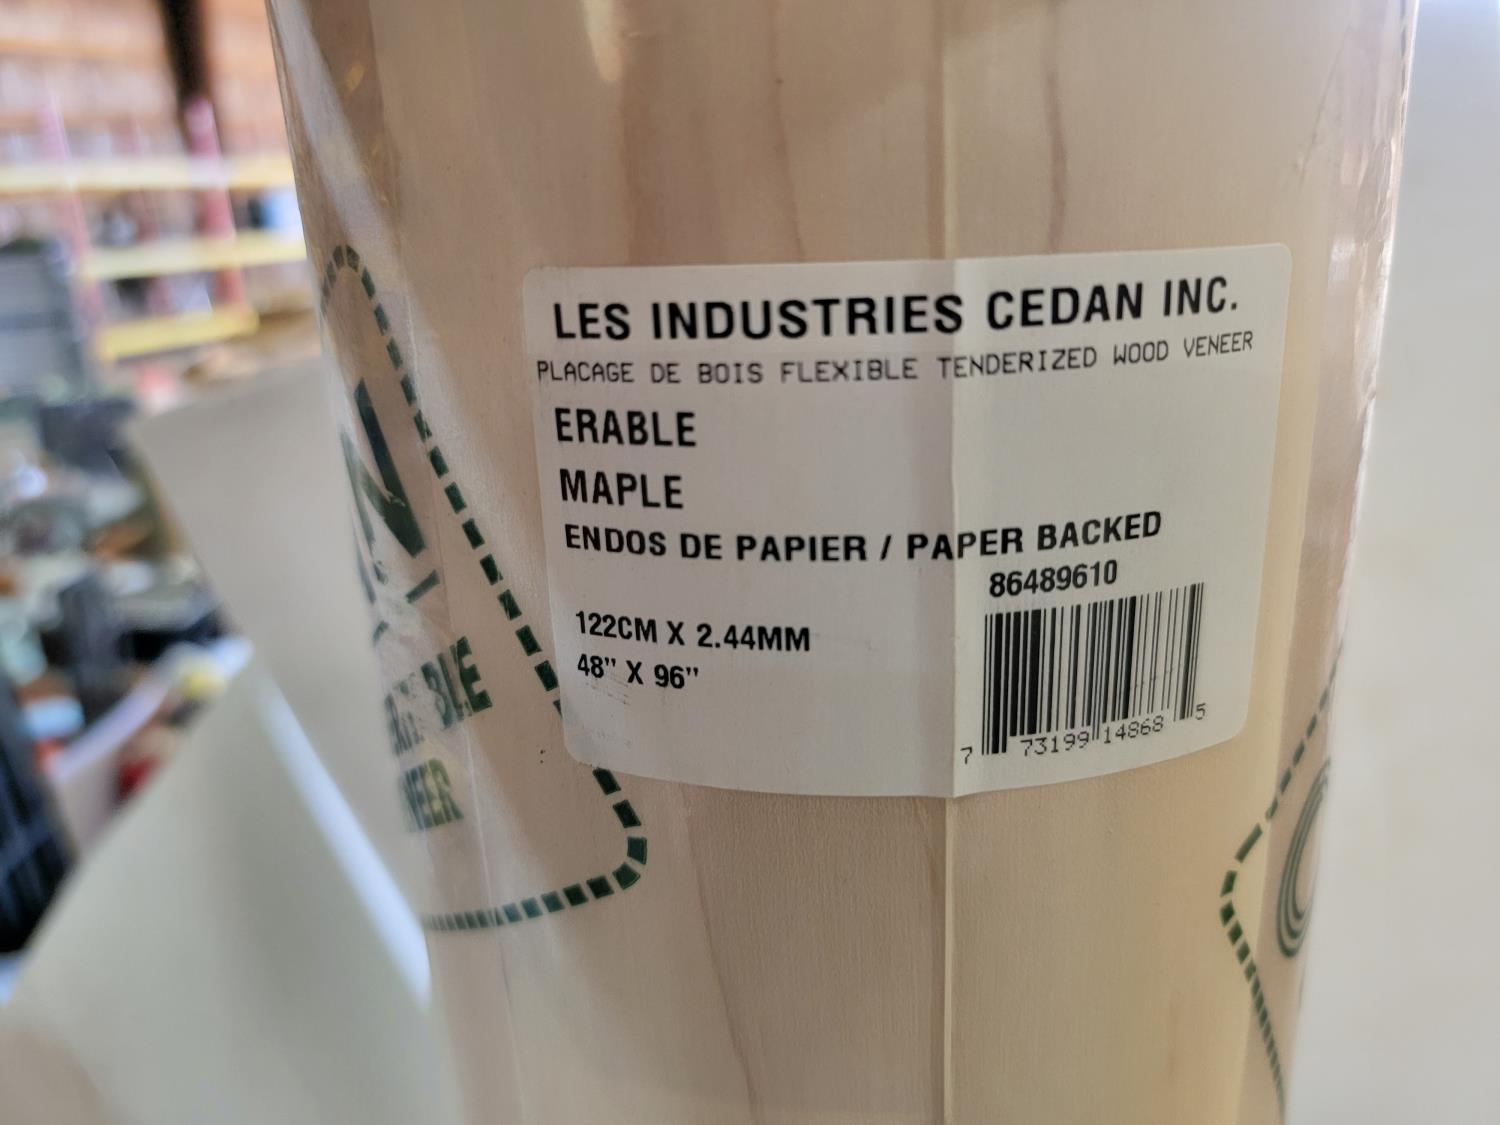 LES INDUSTRIES CEDAN INC.
PLACAGE DE BOIS FLEXIBLE TENDERIZED WOOD VENEER
ERABLE
MAPLE
ENDOS DE PAPIER / PAPER BACKED
86489610
122CM X 2.44MM
48" X 96"
7 73199 14868 5